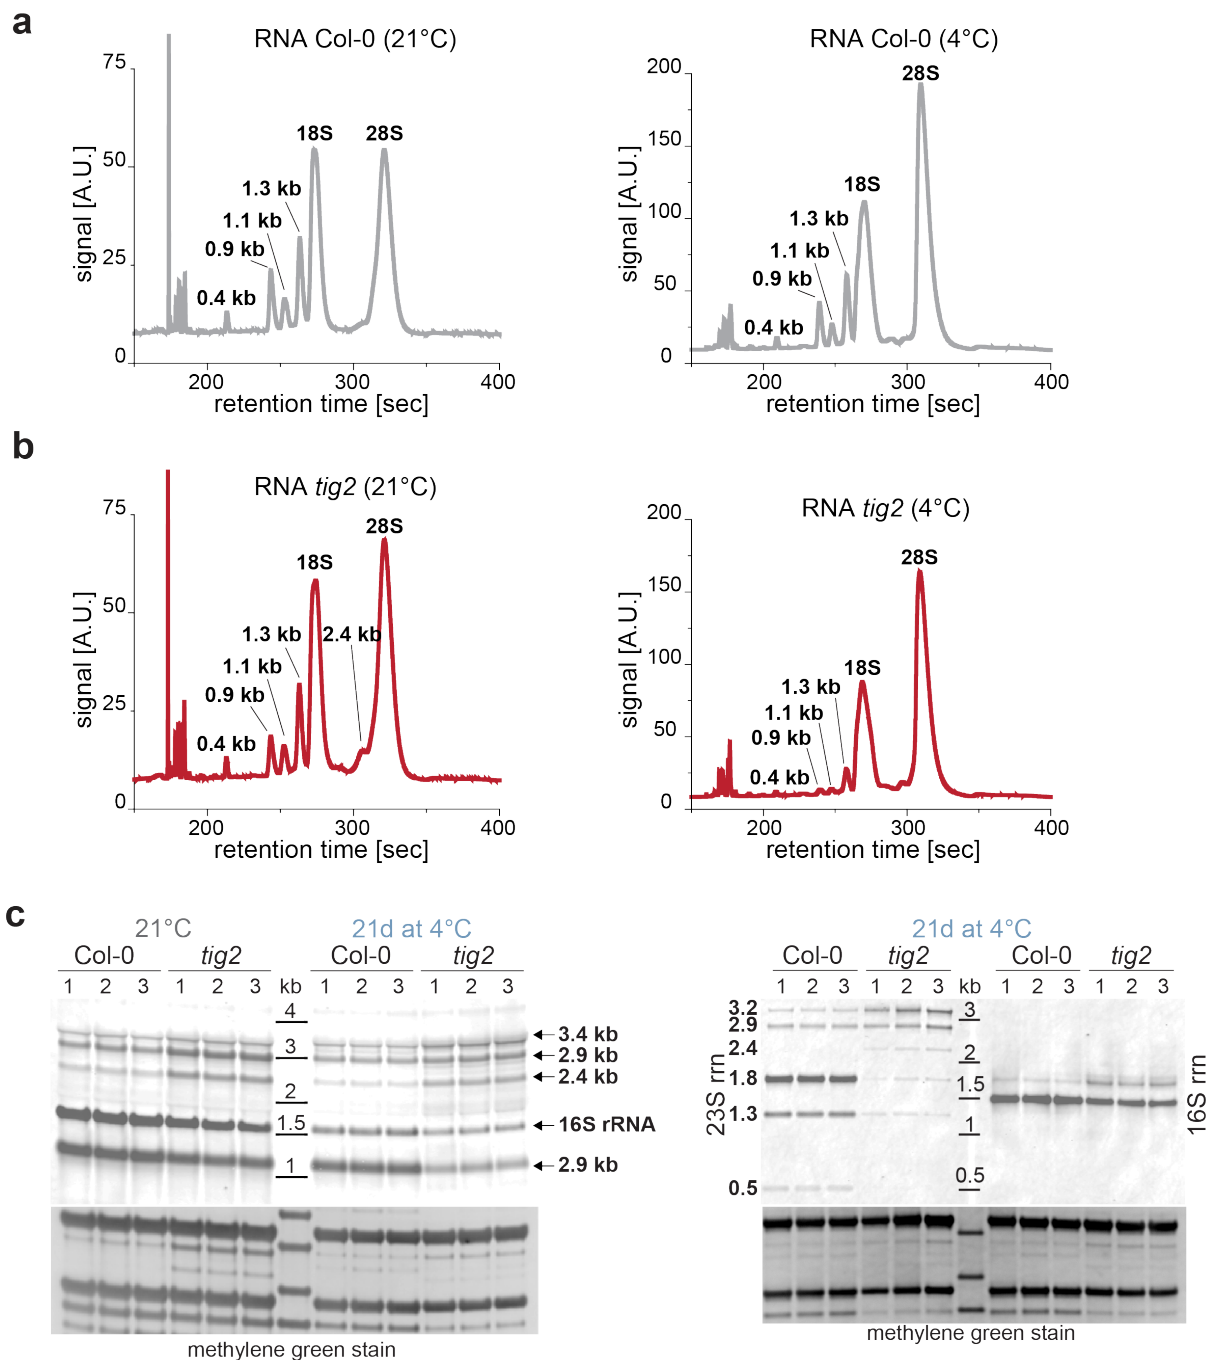 a
RNA Col-0 (21°C)
75
50
25
0
signal [A.U.]
0.4 kb
0.9 kb
1.1 kb
1.3 kb
18S
28S
200
300
400
retention time [sec]
RNA Col-0 (4°C)
200
150
100
50
0
signal [A.U.]
0.4 kb
0.9 kb
1.1 kb
1.3 kb
18S
28S
200
300
400
retention time [sec]
b
RNA tig2 (21°C)
75
50
25
0
signal [A.U.]
0.4 kb
0.9 kb
1.1 kb
1.3 kb
18S
2.4 kb
28S
200
300
400
retention time [sec]
RNA tig2 (4°C)
200
150
100
50
0
signal [A.U.]
0.4 kb
0.9 kb
1.1 kb
1.3 kb
18S
28S
200
300
400
retention time [sec]
c
21°C
21d at 4°C
Col-0
tig2
Col-0
tig2
1 2 3 1 2 3 kb 1 2 3 1 2 3
4
3
2
1.5
1
3.4 kb
2.9 kb
2.4 kb
16S rRNA
2.9 kb
methylene green stain
21d at 4°C
Col-0
tig2
Col-0
tig2
1 2 3 1 2 3 kb 1 2 3 1 2 3
23S rrn
3.2
2.9
2.4
1.8
1.3
0.5
3
2
1.5
1
0.5
16S rrn
methylene green stain